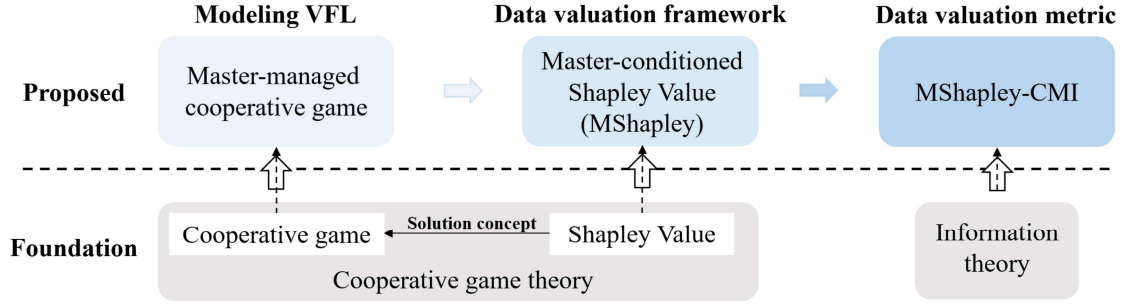 Modeling VFL
Data valuation framework
Data valuation metric
Proposed
Master-managed
cooperative game
Master-conditioned
Shapley Value
(MShapley)
MShapley-CMI
Foundation
Cooperative game
Solution concept
Shapley Value
Cooperative game theory
Information
theory